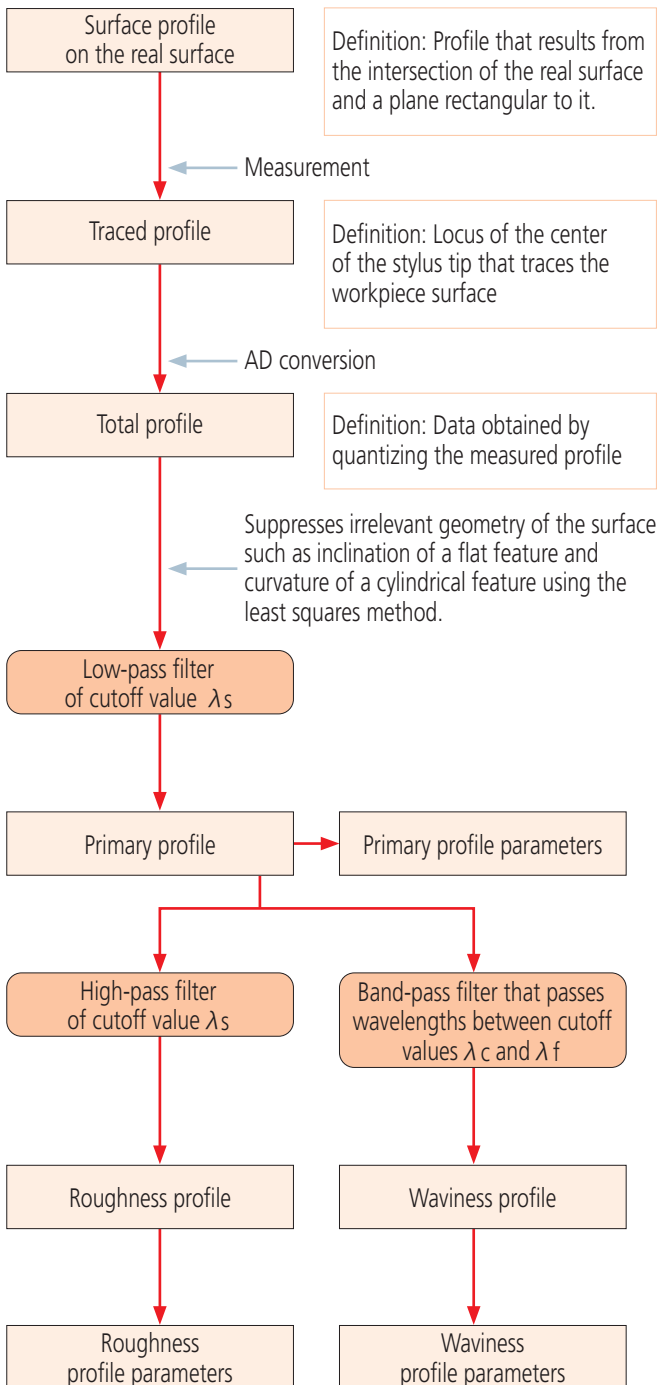 Surface profile
on the real surface
Definition: Profile that results from
the intersection of the real surface
and a plane rectangular to it.
Measurement
Traced profile
Definition: Locus of the center
of the stylus tip that traces the
workpiece surface
AD conversion
Total profile
Definition: Data obtained by
quantizing the measured profile
Suppresses irrelevant geometry of the surface
such as inclination of a flat feature and
curvature of a cylindrical feature using the
least squares method.
Low-pass filter
of cutoff value λs
Primary profile
Primary profile parameters
High-pass filter
of cutoff value λs
Band-pass filter that passes
wavelengths between cutoff
values λc and λf
Roughness profile
Waviness profile
Roughness
profile parameters
Waviness
profile parameters